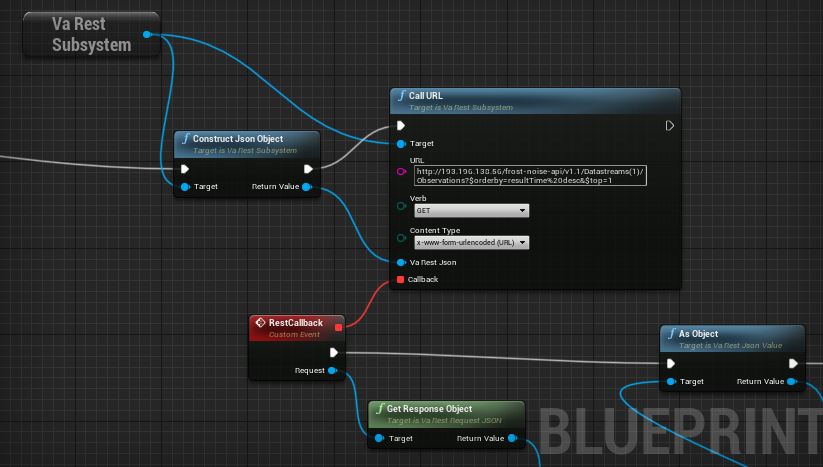 Va Rest
Subsystem
Call URL
Target is Va Rest Subsystem
Construct Json Object
Target is Va Rest Subsystem
Target
Return Value
Target
URL
http://193.196.138.56/frost-noise-api/v1.1/Datastreams(1)/
Observations?$orderby=resultTime%20desc&$top=1
Verb
GET
Content Type
x-www-form-urlencoded (URL)
Va Rest Json
Callback
RestCallback
Custom Event
Request
As Object
Target is Va Rest Json Value
Target
Return Value
Get Response Object
Target is Va Rest Request JSON
Target
Return Value
BLUEPRINT